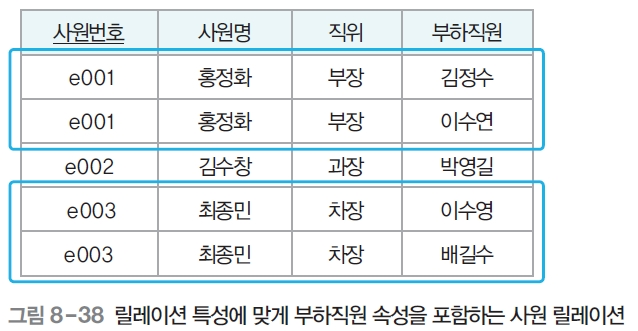 사원번호 사원명 직위 부하직원
e001 홍정화 부장 김정수
e001 홍정화 부장 이수연
e002 김수창 과장 박영길
e003 최종민 차장 이수영
e003 최종민 차장 배길수
그림 8-38 릴레이션 특성에 맞게 부하직원 속성을 포함하는 사원 릴레이션